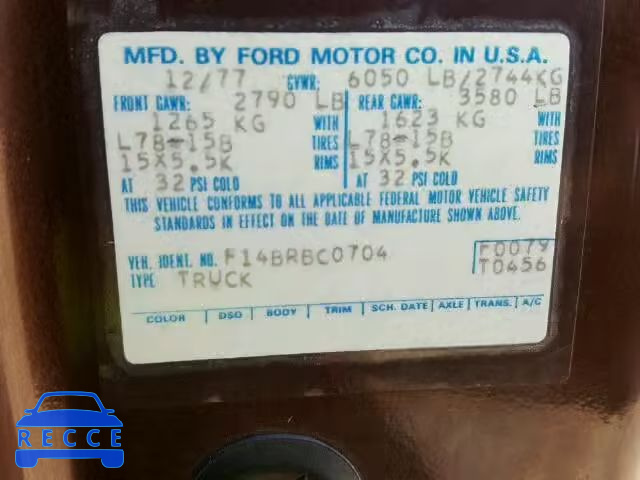 MFD. BY FORD MOTOR CO. IN U.S.A.
12/77 GVWR: 6050 LB/2744KG
FRONT GAWR: 2790 LB REAR GAWR: 3580 LB
1265 KG WITH 1623 KG WITH
L78-15B TIRES L78-15B TIRES
15X5.5K RIMS 15X5.5K RIMS
AT 32 PSI COLD AT 32 PSI COLD
THIS VEHICLE CONFORMS TO ALL APPLICABLE FEDERAL MOTOR VEHICLE SAFETY
STANDARDS IN EFFECT ON THE DATE OF MANUFACTURE SHOWN ABOVE.
VEH. IDENT. NO. F14BRBC0704 F0079
TYPE TRUCK T0456
COLOR DSO BODY TRIM SCH. DATE AXLE TRANS. A/C
RECCE